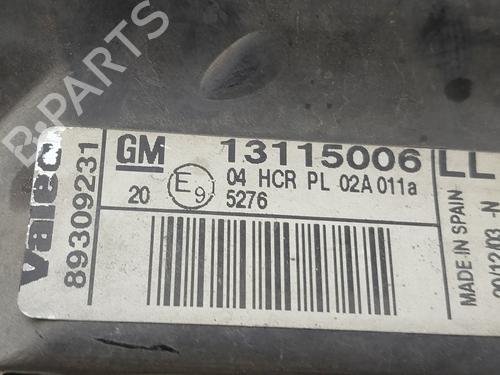 B-PARTS
Valeo
89309231
GM
13115006
LL
20
E9
04 HCR PL 02A 011a
5276
MADE IN SPAIN
N